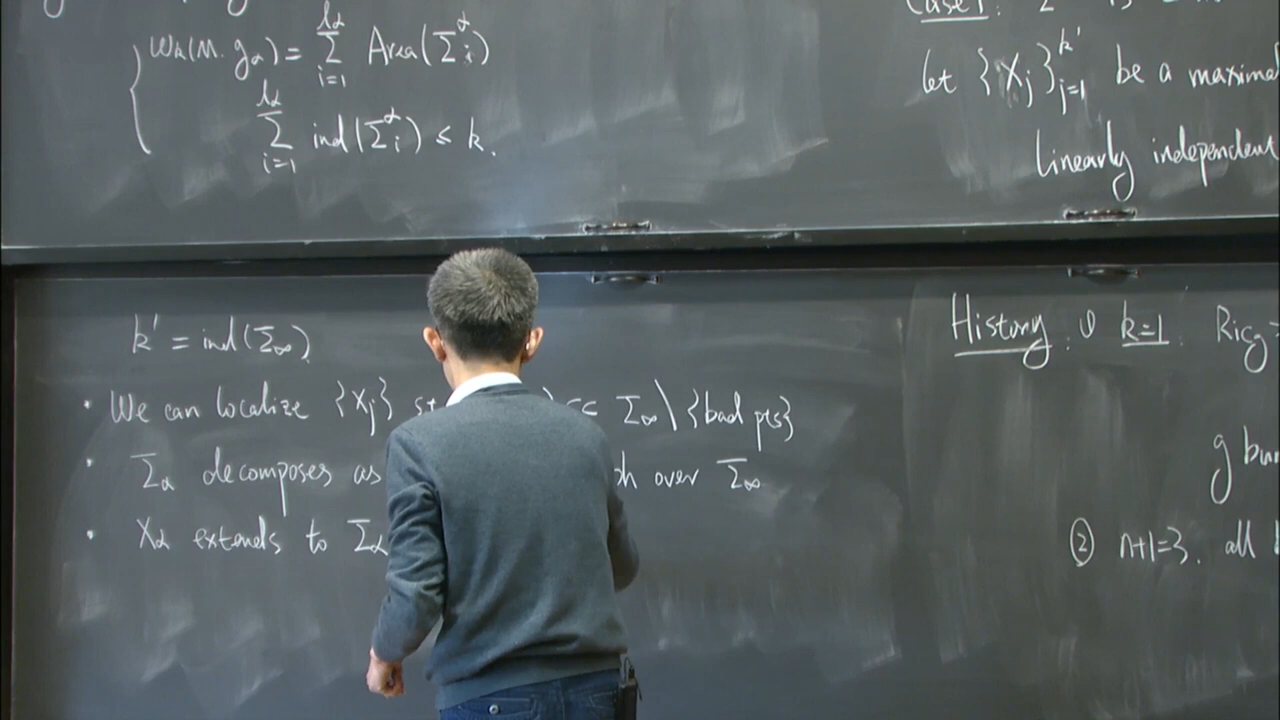 W_k(M, g_α) = Σ_{i=1}^{l_α} Area(Σ_i^α)
Σ_{i=1}^{l_α} ind(Σ_i^α) ≤ k.
Case 1.
Let {X_j}_{j=1}^{k'} be a maximal
linearly independent
k' = ind(Σ_∞).
• We can localize {X_j} ⊂⊂ Σ_∞ \ {bad pts}
• Σ_α decomposes as over Σ_∞
• X_α extends to Σ_α
History: ① k=1. Ric_g
g
② n+1=3. all